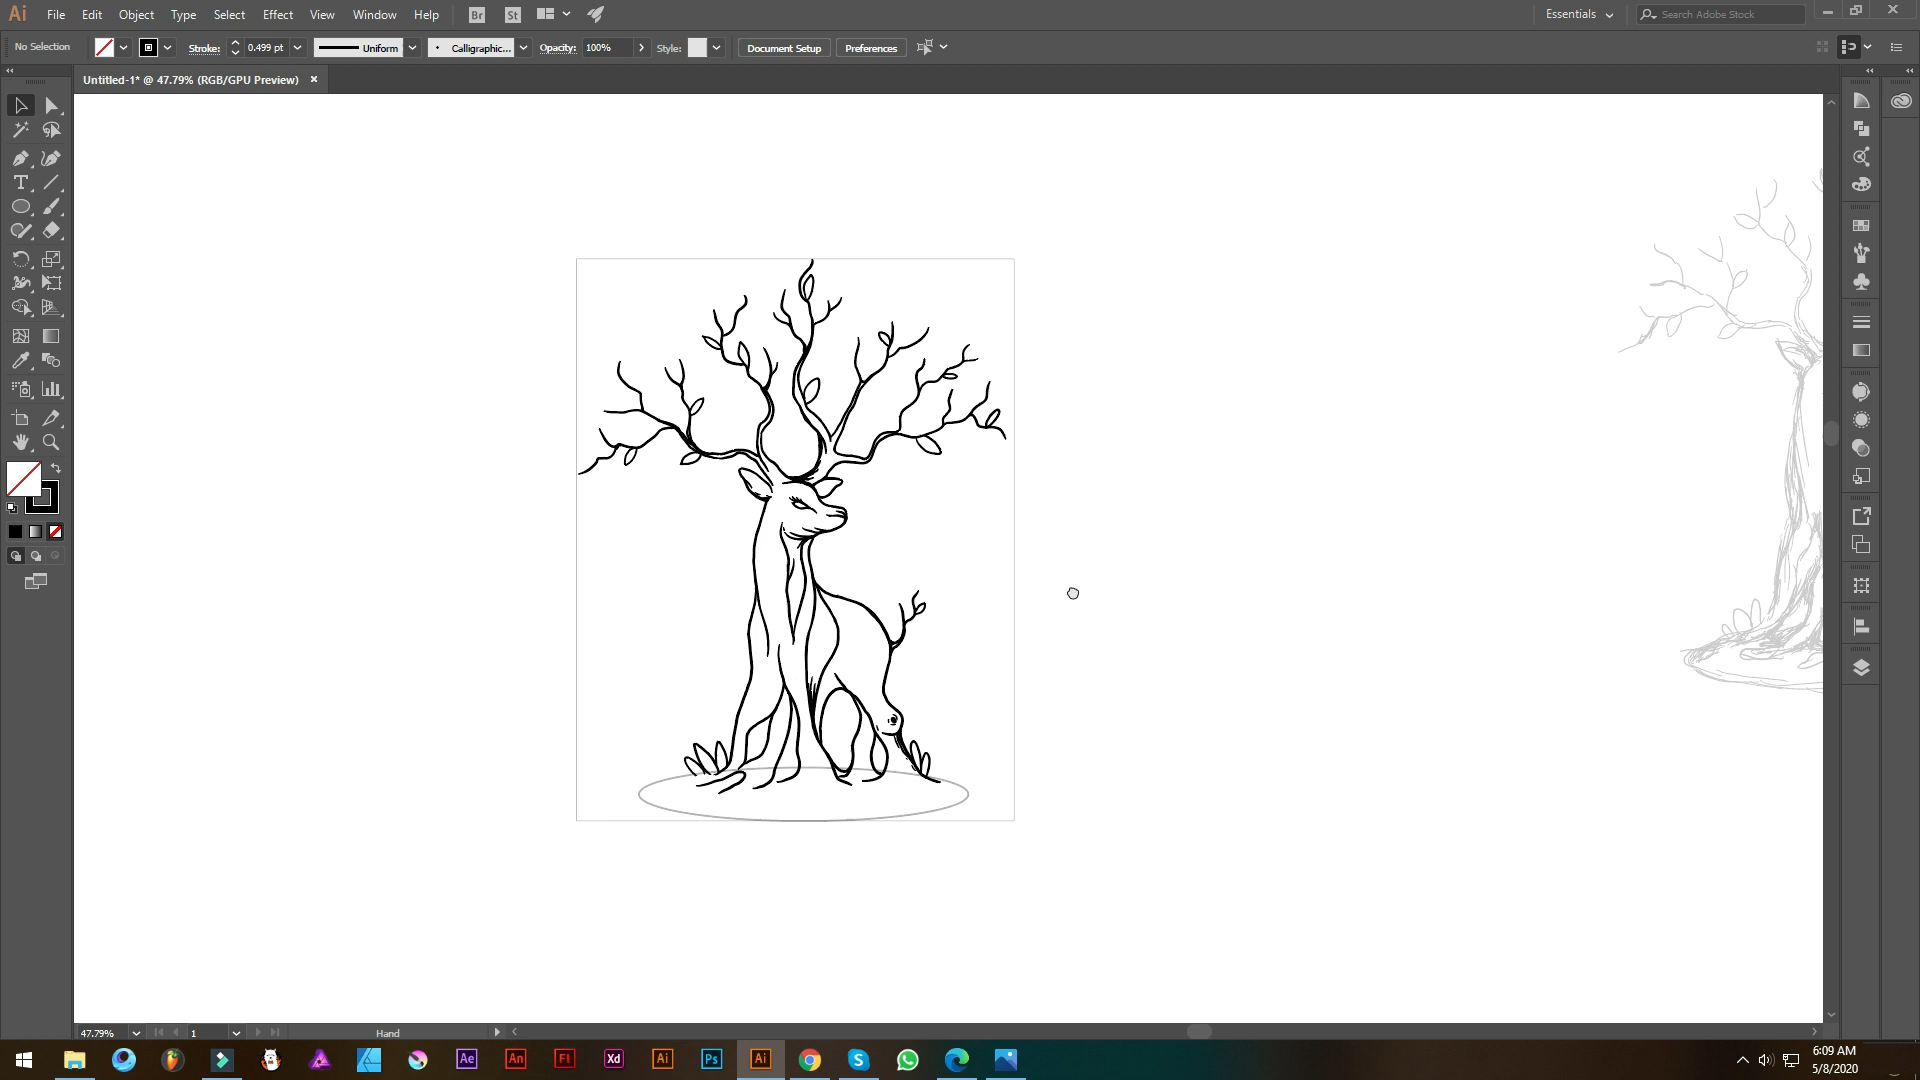 Ai File Edit Object Type Select Effect View Window Help Br St Essentials Search Adobe Stock
No Selection Stroke: 0.499 pt Uniform Calligraphic... Opacity: 100% Style: Document Setup Preferences
Untitled-1* @ 47.79% (RGB/GPU Preview)
47.79% 1 Hand
Ae An Fl Xd Ai Ps Ai
6:09 AM
5/8/2020